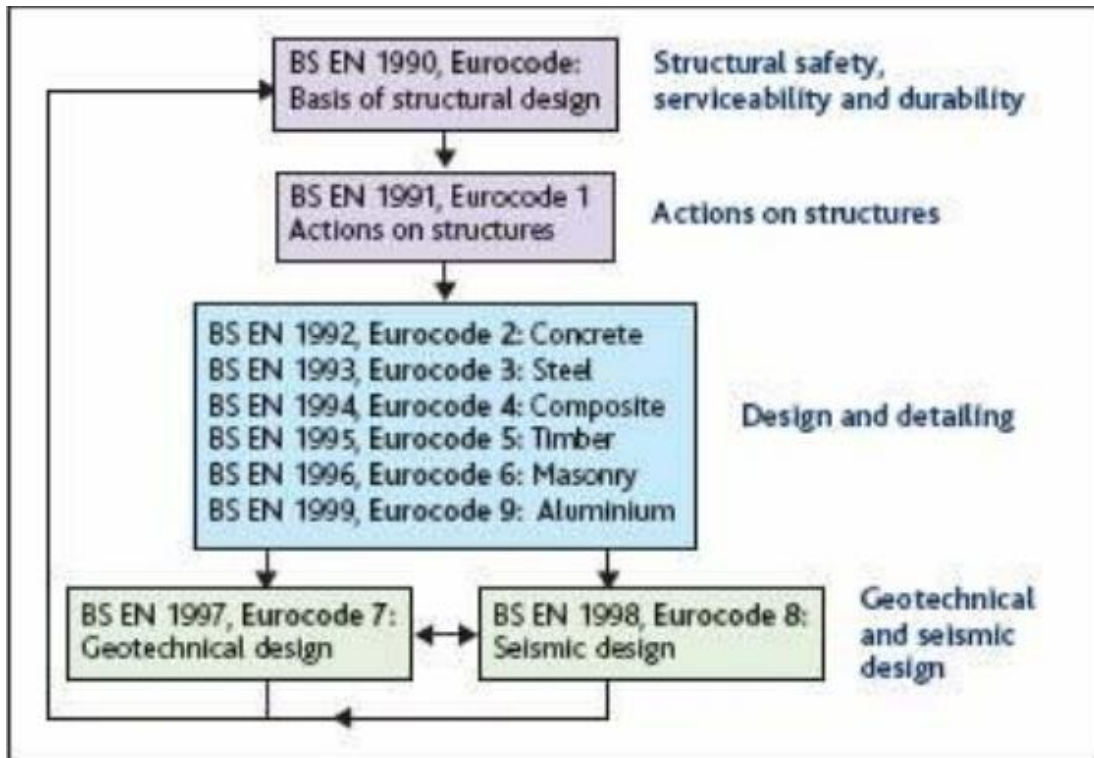 BS EN 1990, Eurocode:
Basis of structural design
Structural safety,
serviceability and durability
BS EN 1991, Eurocode 1
Actions on structures
Actions on structures
BS EN 1992, Eurocode 2: Concrete
BS EN 1993, Eurocode 3: Steel
BS EN 1994, Eurocode 4: Composite
BS EN 1995, Eurocode 5: Timber
BS EN 1996, Eurocode 6: Masonry
BS EN 1999, Eurocode 9: Aluminium
Design and detailing
BS EN 1997, Eurocode 7:
Geotechnical design
BS EN 1998, Eurocode 8:
Seismic design
Geotechnical
and seismic
design